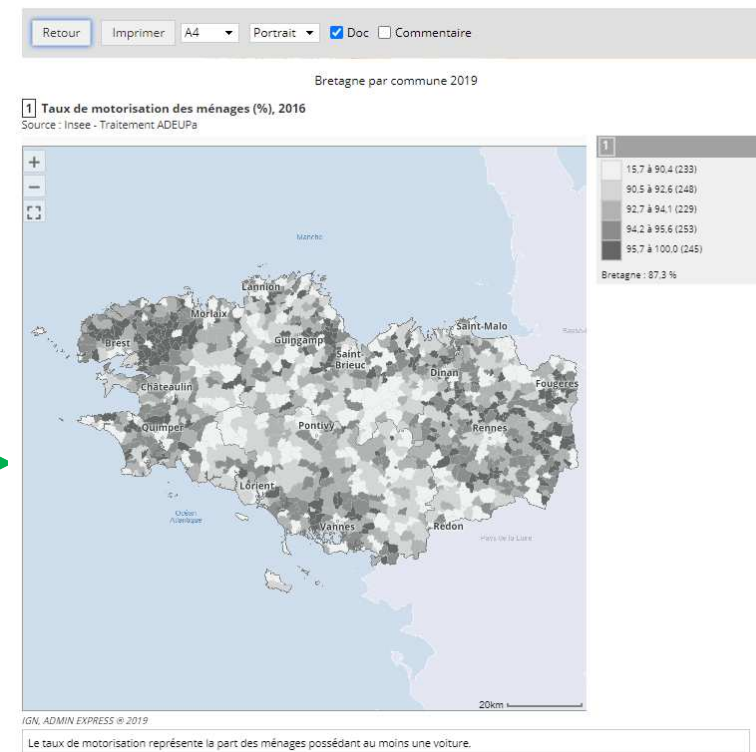 Retour Imprimer A4 Portrait Doc Commentaire
Bretagne par commune 2019
1 Taux de motorisation des ménages (%), 2016
Source : Insee - Traitement ADEUPa
1
15,7 à 90,4 (233)
90,5 à 92,6 (248)
92,7 à 94,1 (229)
94,2 à 95,6 (253)
95,7 à 100,0 (245)
Bretagne : 87,3 %
+
−
Manche
Lannion
Morlaix
Saint-Malo
Brest
Guingamp
Saint-
Brieuc
Dinan
Fougères
Châteaulin
Quimper
Pontivy
Rennes
Lorient
Océan
Atlantique
Vannes
Redon
Pays de la Loire
20km
IGN, ADMIN EXPRESS ® 2019
Le taux de motorisation représente la part des ménages possédant au moins une voiture.